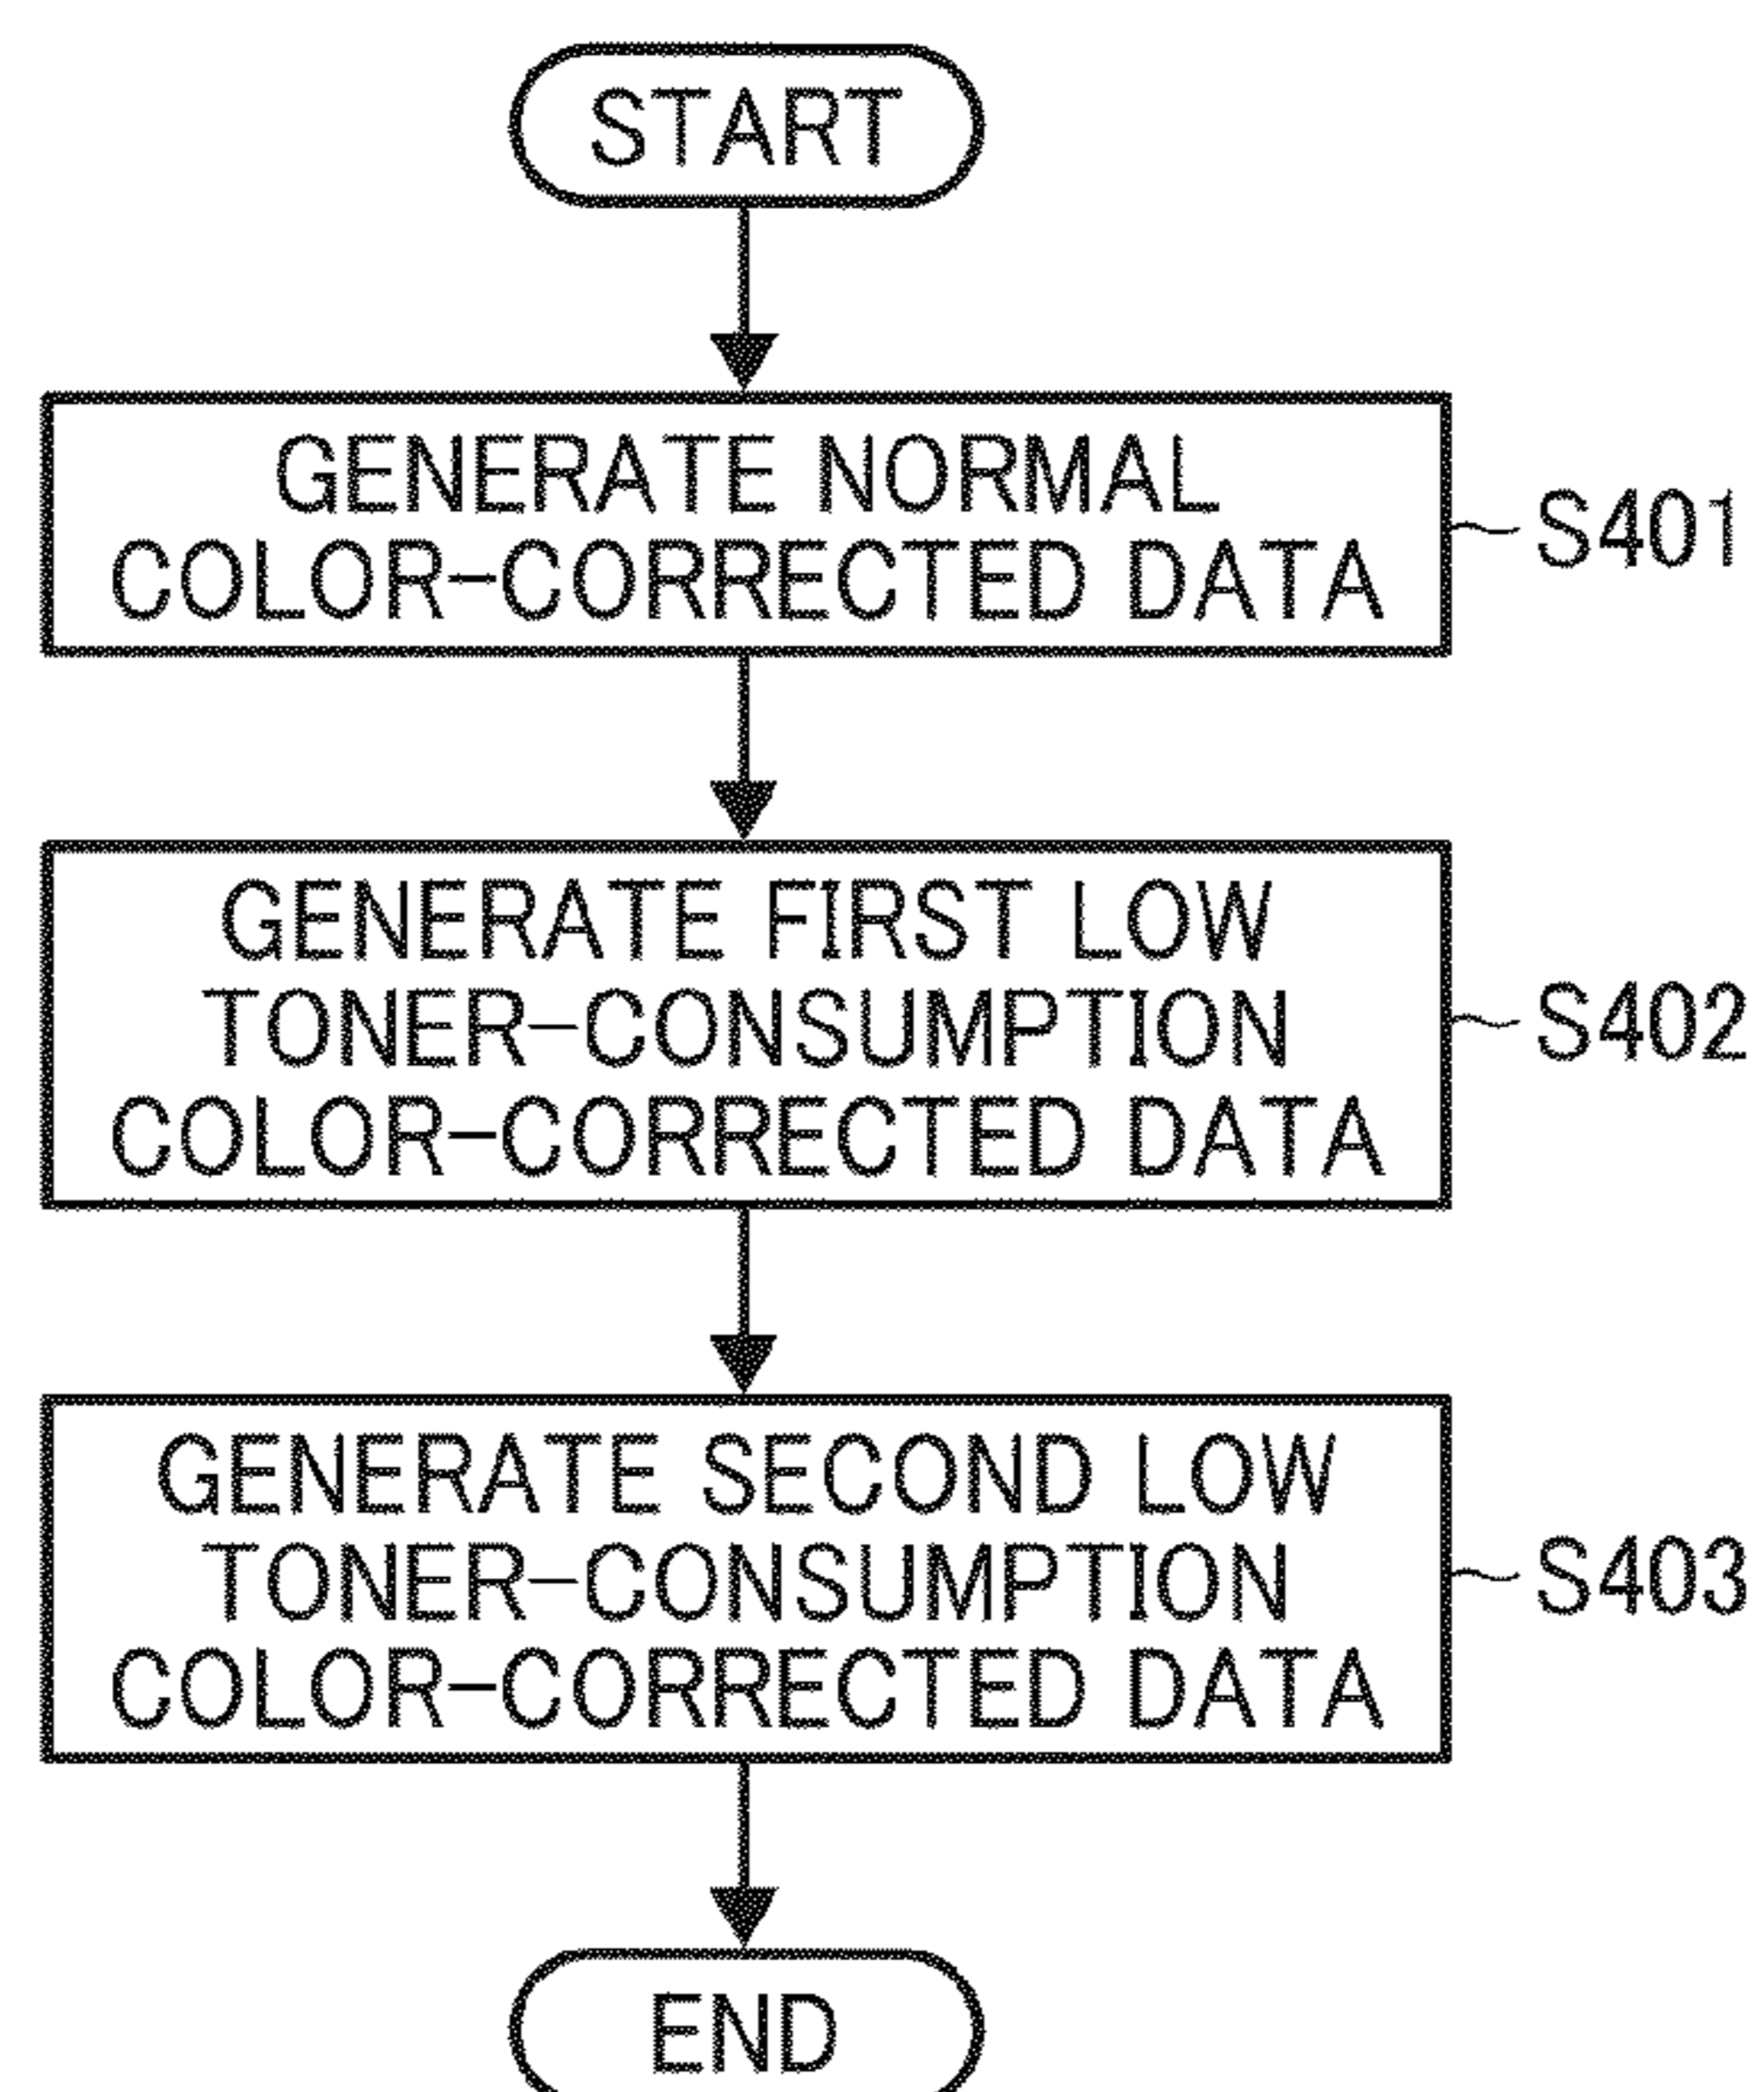 START
GENERATE NORMAL
COLOR-CORRECTED DATA
S401
GENERATE FIRST LOW
TONER-CONSUMPTION
COLOR-CORRECTED DATA
S402
GENERATE SECOND LOW
TONER-CONSUMPTION
COLOR-CORRECTED DATA
S403
END